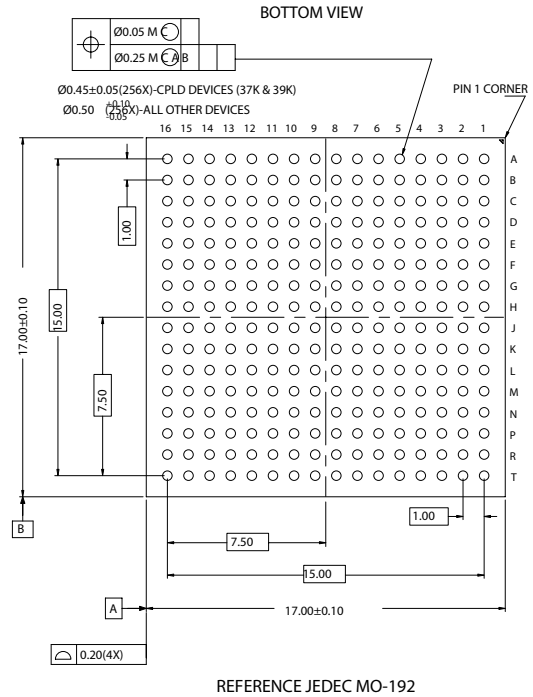 BOTTOM VIEW
Ø0.05 M C
Ø0.25 M C A B
Ø0.45±0.05(256X)-CPLD DEVICES (37K & 39K)
PIN 1 CORNER
+0.10
Ø0.50 (256X)-ALL OTHER DEVICES
-0.05
16 15 14 13 12 11 10 9 8 7 6 5 4 3 2 1
A
B
C
D
E
F
G
H
J
K
L
M
N
P
R
T
1.00
15.00
17.00±0.10
7.50
B
1.00
7.50
15.00
A
17.00±0.10
0.20(4X)
REFERENCE JEDEC MO-192